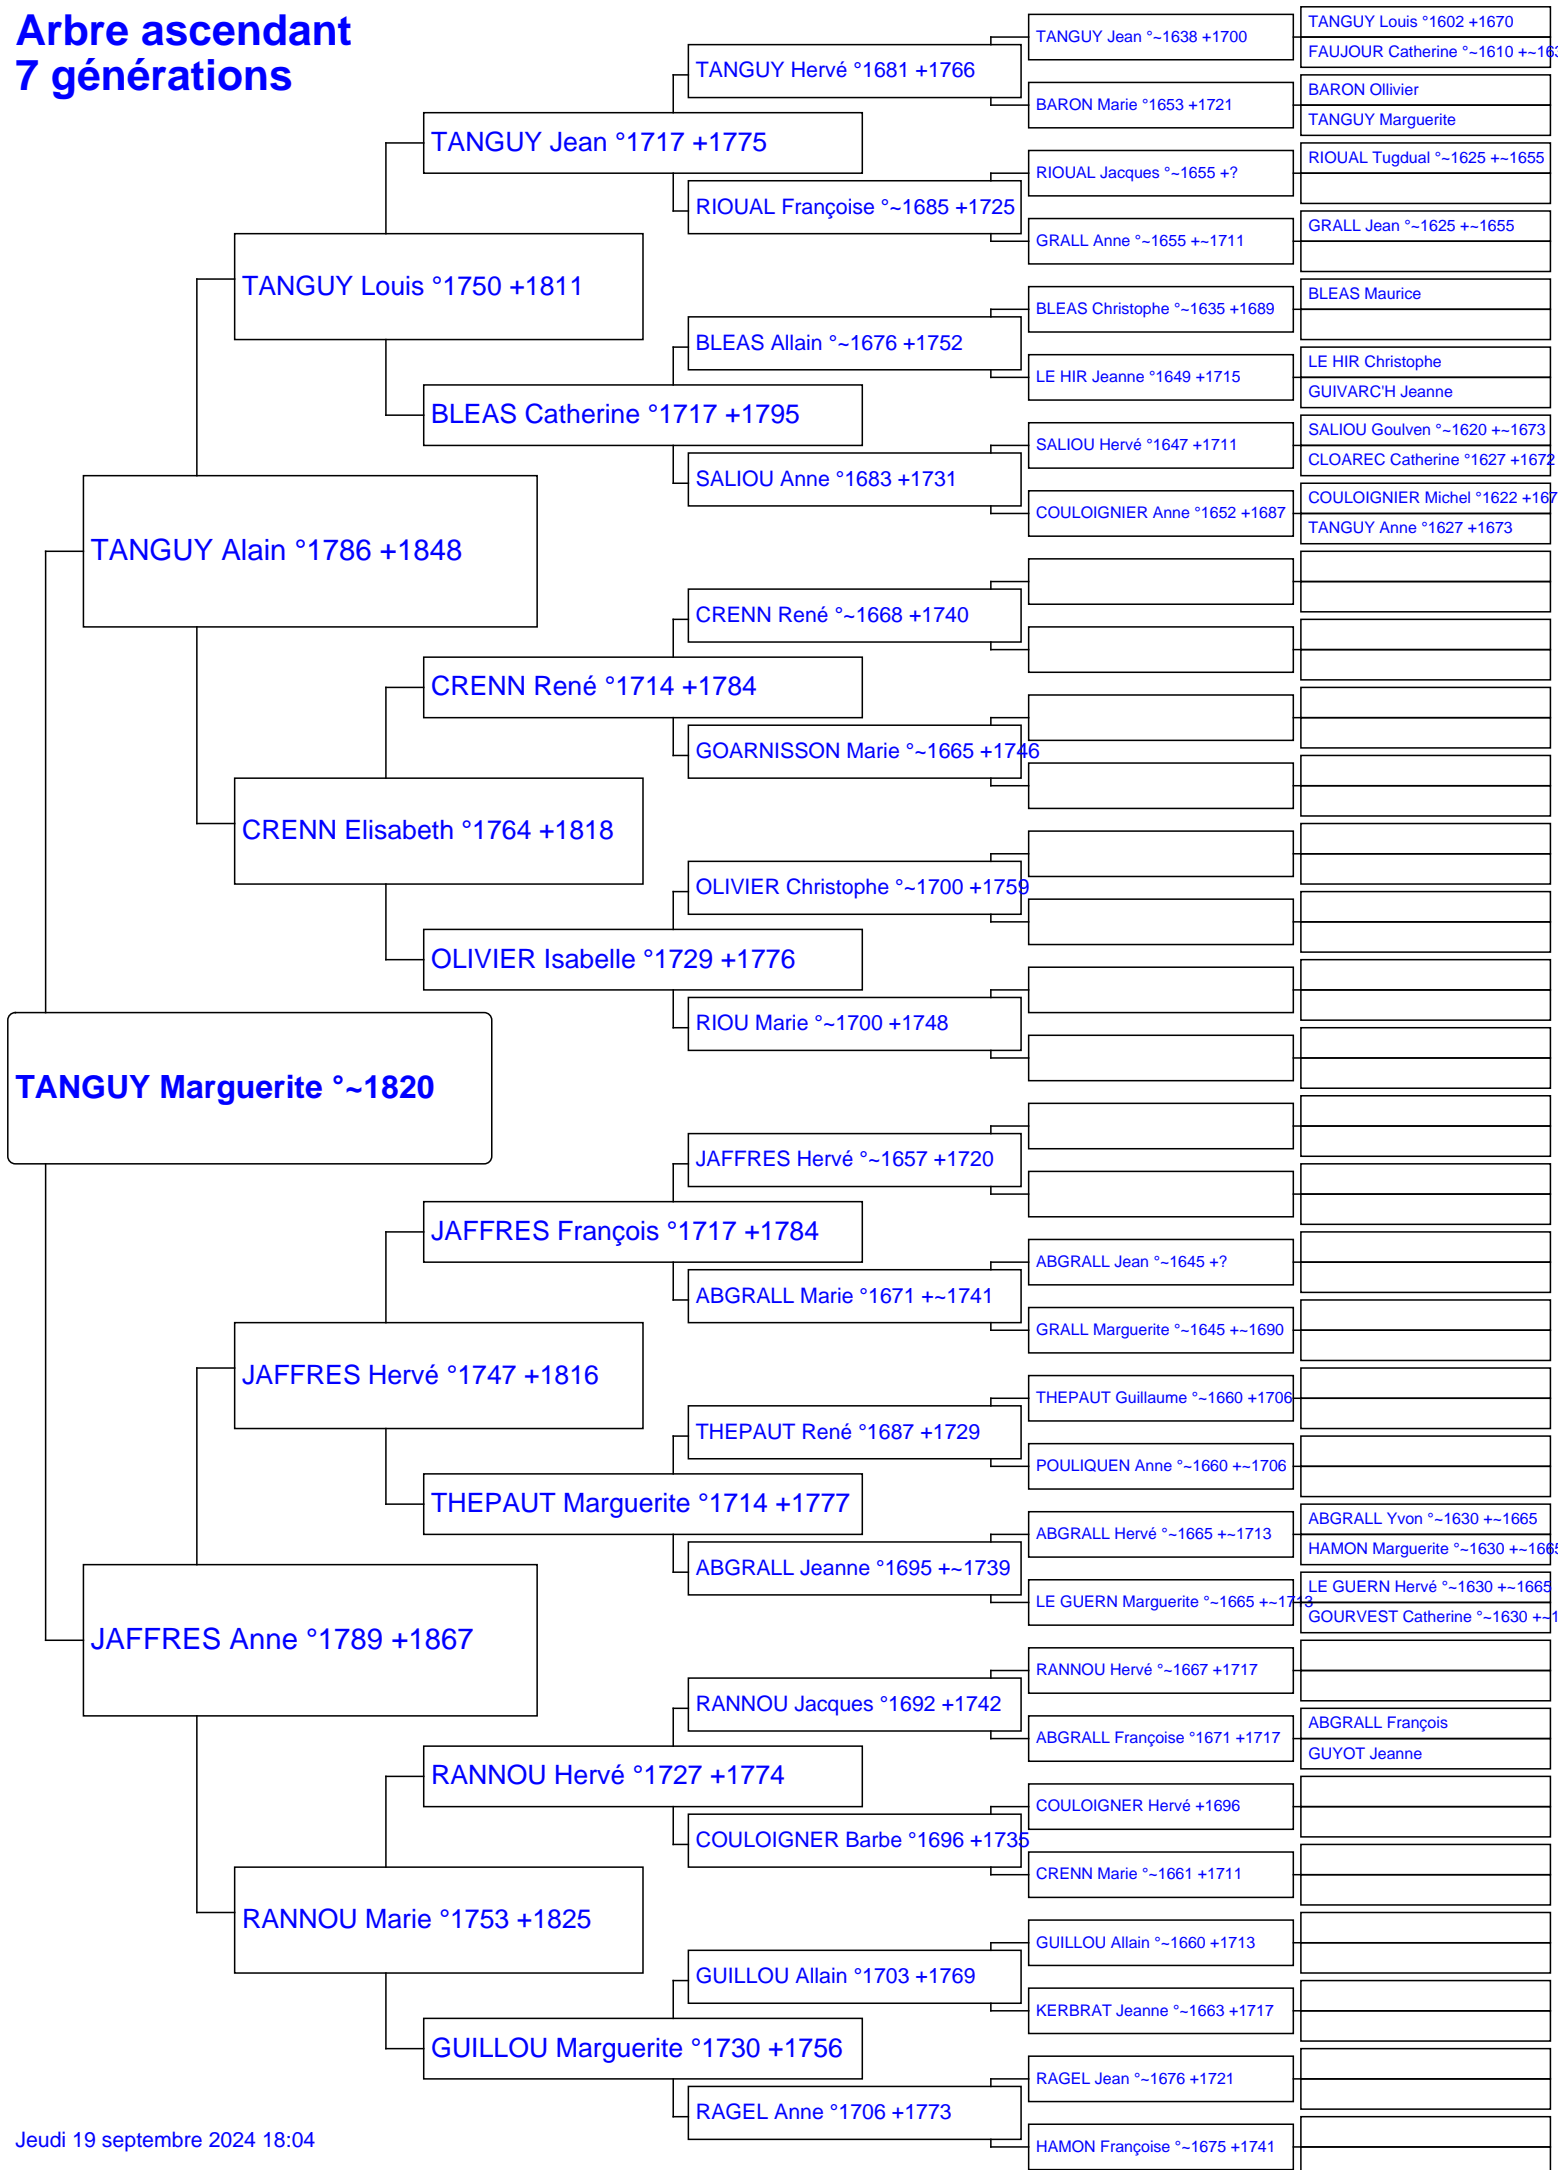 Arbre ascendant
7 générations
TANGUY Marguerite °~1820
TANGUY Alain °1786 +1848
JAFFRES Anne °1789 +1867
TANGUY Louis °1750 +1811
CRENN Elisabeth °1764 +1818
JAFFRES Hervé °1747 +1816
RANNOU Marie °1753 +1825
TANGUY Jean °1717 +1775
BLEAS Catherine °1717 +1795
CRENN René °1714 +1784
OLIVIER Isabelle °1729 +1776
JAFFRES François °1717 +1784
THEPAUT Marguerite °1714 +1777
RANNOU Hervé °1727 +1774
GUILLOU Marguerite °1730 +1756
TANGUY Hervé °1681 +1766
RIOUAL Françoise °~1685 +1725
BLEAS Allain °~1676 +1752
SALIOU Anne °1683 +1731
CRENN René °~1668 +1740
GOARNISSON Marie °~1665 +1746
OLIVIER Christophe °~1700 +1759
RIOU Marie °~1700 +1748
JAFFRES Hervé °~1657 +1720
ABGRALL Marie °1671 +~1741
THEPAUT René °1687 +1729
ABGRALL Jeanne °1695 +~1739
RANNOU Jacques °1692 +1742
COULOIGNER Barbe °1696 +1735
GUILLOU Allain °1703 +1769
RAGEL Anne °1706 +1773
TANGUY Jean °~1638 +1700
BARON Marie °1653 +1721
RIOUAL Jacques °~1655 +?
GRALL Anne °~1655 +~1711
BLEAS Christophe °~1635 +1689
LE HIR Jeanne °1649 +1715
SALIOU Hervé °1647 +1711
COULOIGNIER Anne °1652 +1687
ABGRALL Jean °~1645 +?
GRALL Marguerite °~1645 +~1690
THEPAUT Guillaume °~1660 +1706
POULIQUEN Anne °~1660 +~1706
ABGRALL Hervé °~1665 +~1713
LE GUERN Marguerite °~1665 +~1713
RANNOU Hervé °~1667 +1717
ABGRALL Françoise °1671 +1717
COULOIGNER Hervé +1696
CRENN Marie °~1661 +1711
GUILLOU Allain °~1660 +1713
KERBRAT Jeanne °~1663 +1717
RAGEL Jean °~1676 +1721
HAMON Françoise °~1675 +1741
TANGUY Louis °1602 +1670
FAUJOUR Catherine °~1610 +~163
BARON Ollivier
TANGUY Marguerite
RIOUAL Tugdual °~1625 +~1655
GRALL Jean °~1625 +~1655
BLEAS Maurice
LE HIR Christophe
GUIVARC'H Jeanne
SALIOU Goulven °~1620 +~1673
CLOAREC Catherine °1627 +1672
COULOIGNIER Michel °1622 +167
TANGUY Anne °1627 +1673
ABGRALL Yvon °~1630 +~1665
HAMON Marguerite °~1630 +~1665
LE GUERN Hervé °~1630 +~1665
GOURVEST Catherine °~1630 +~1
ABGRALL François
GUYOT Jeanne
Jeudi 19 septembre 2024 18:04